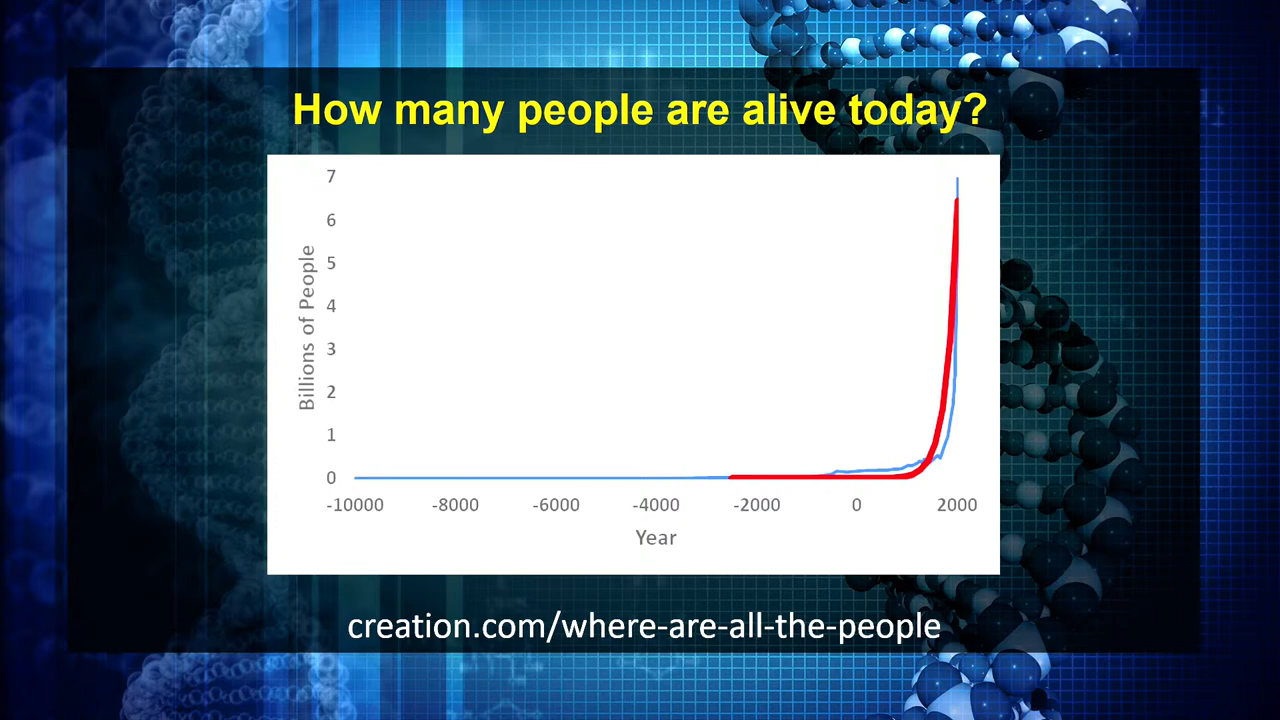 How many people are alive today?
7
6
5
4
3
2
1
0
Billions of People
-10000 -8000 -6000 -4000 -2000 0 2000
Year
creation.com/where-are-all-the-people